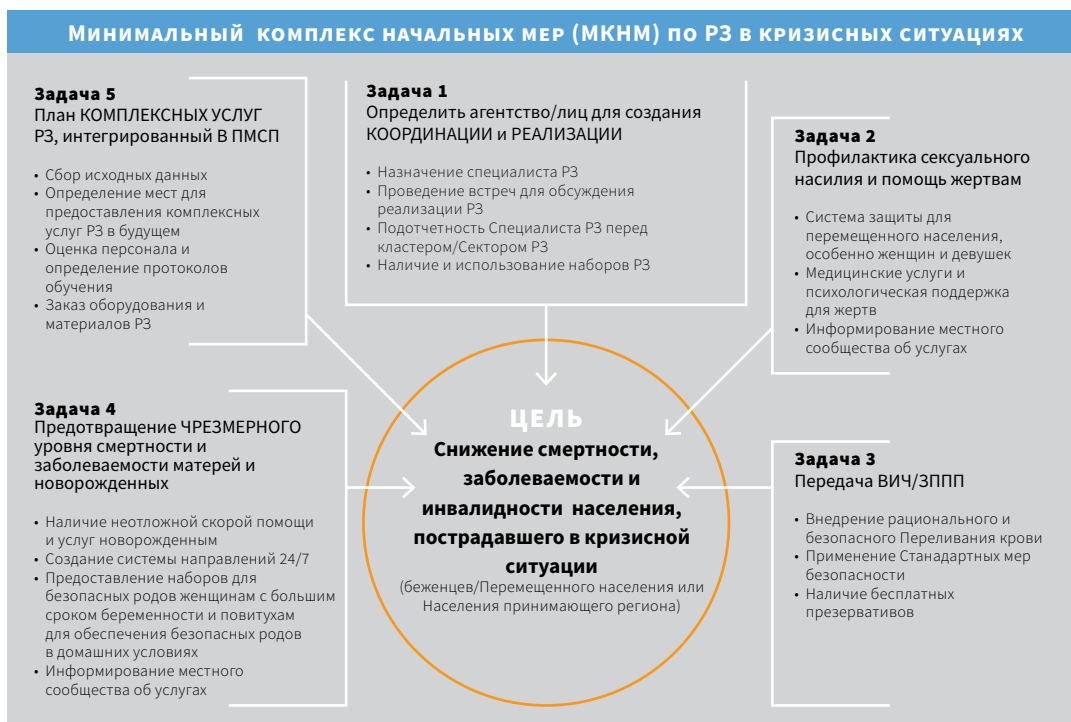 Минимальный комплекс начальных мер (МКНМ) по РЗ в кризисных ситуациях
Задача 5
План КОМПЛЕКСНЫХ УСЛУГ
РЗ, интегрированный В ПМСП
• Сбор исходных данных
• Определение мест для
предоставления комплексных
услуг РЗ в будущем
• Оценка персонала и
определение протоколов
обучения
• Заказ оборудования и
материалов РЗ
Задача 1
Определить агентство/лиц для создания
КООРДИНАЦИИ и РЕАЛИЗАЦИИ
• Назначение специалиста РЗ
• Проведение встреч для обсуждения
реализации РЗ
• Подотчетность Специалиста РЗ перед
кластером/Сектором РЗ
• Наличие и использование наборов РЗ
Задача 2
Профилактика сексуального
насилия и помощь жертвам
• Система защиты для
перемещенного населения,
особенно женщин и девушек
• Медицинские услуги и
психологическая поддержка
для жертв
• Информирование местного
сообщества об услугах
Задача 4
Предотвращение ЧРЕЗМЕРНОГО
уровня смертности и
заболеваемости матерей и
новорожденных
• Наличие неотложной скорой помощи
и услуг новорожденным
• Создание системы направлений 24/7
• Предоставление наборов для
безопасных родов женщинам с большим
сроком беременности и повитухам
для обеспечения безопасных родов
в домашних условиях
• Информирование местного
сообщества об услугах
ЦЕЛЬ
Снижение смертности,
заболеваемости и
инвалидности населения,
пострадавшего в кризисной
ситуации
(беженцев/Перемещенного населения или
Населения принимающего региона)
Задача 3
Передача ВИЧ/ЗППП
• Внедрение рационального и
безопасного Переливания крови
• Применение Станадартных мер
безопасности
• Наличие бесплатных
презервативов